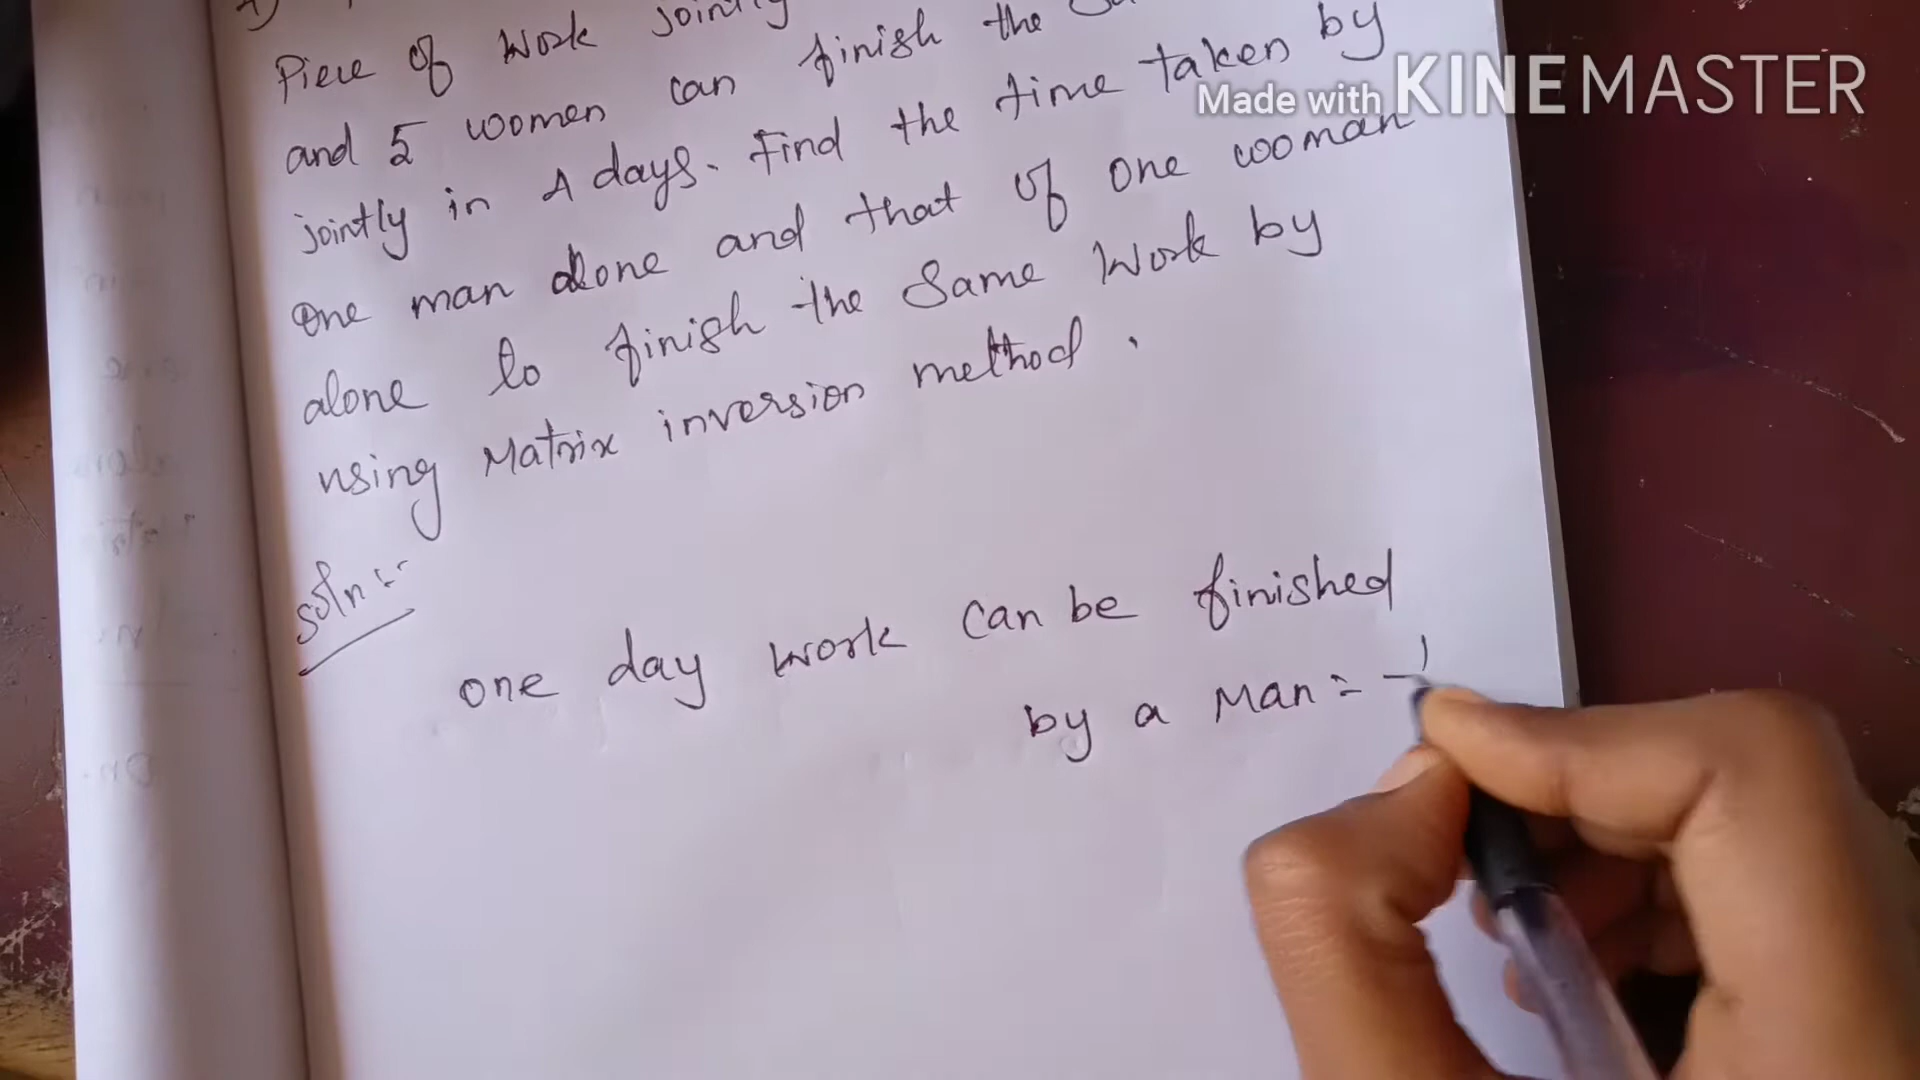 Piece of work jointly
and 5 women can finish the
jointly in 4 days. Find the time taken by
one man alone and that of one woman
alone to finish the same work by
using Matrix inversion method.
Soln:-
one day work can be finished
by a Man = 1
Made with KINEMASTER